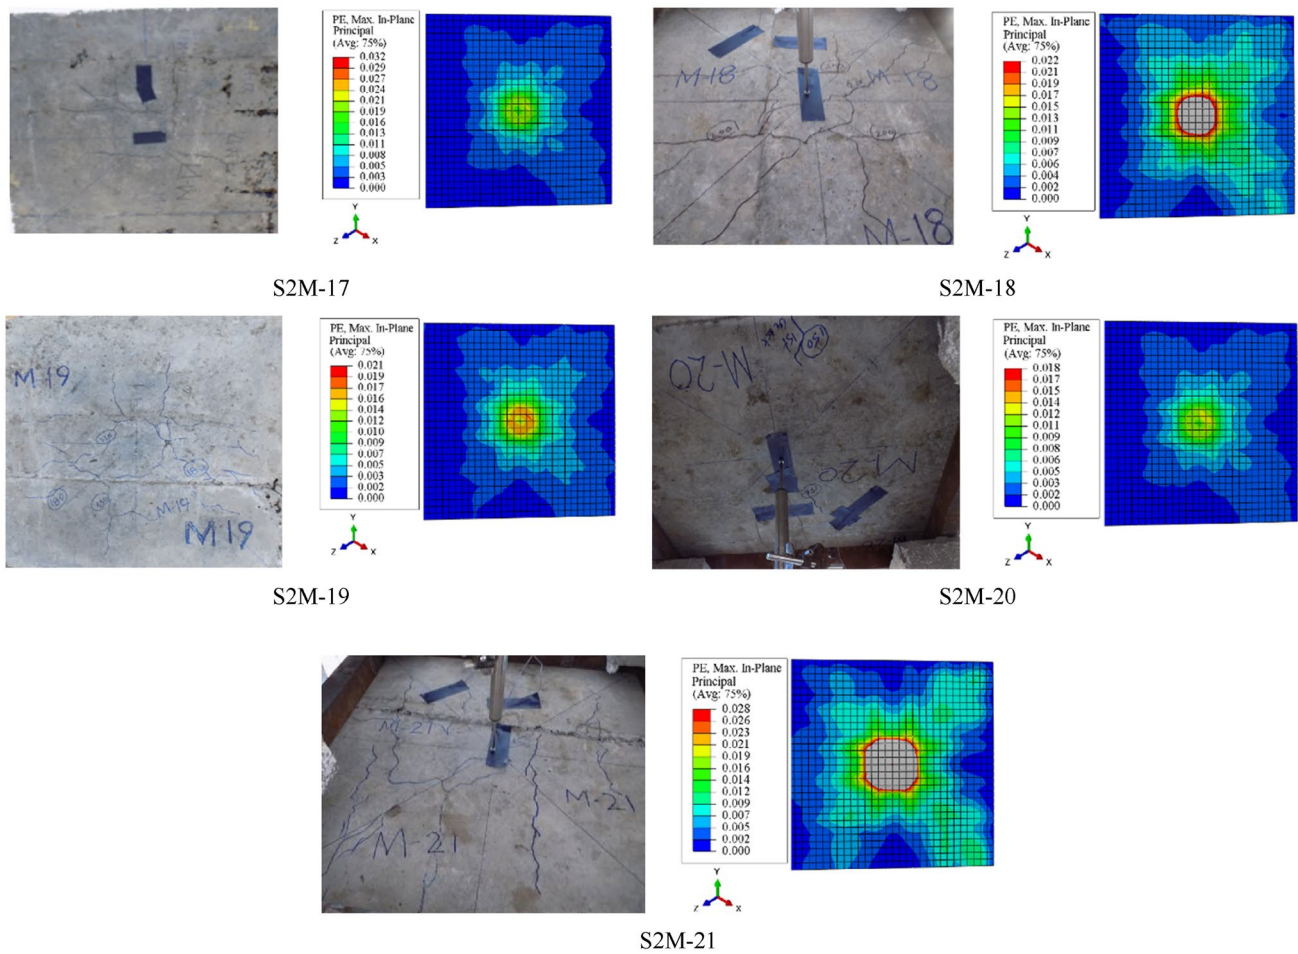 PE, Max. In-Plane
Principal
(Avg: 75%)
0.032
0.029
0.027
0.024
0.021
0.019
0.016
0.013
0.011
0.008
0.005
0.003
0.000
Y
Z
X
S2M-17
M-18
M-18
M-18
PE, Max. In-Plane
Principal
(Avg: 75%)
0.022
0.021
0.019
0.017
0.015
0.013
0.011
0.009
0.007
0.006
0.004
0.002
0.000
Y
Z
X
S2M-18
M-19
M-19
M19
PE, Max. In-Plane
Principal
(Avg: 75%)
0.021
0.019
0.017
0.016
0.014
0.012
0.010
0.009
0.007
0.005
0.003
0.002
0.000
Y
Z
X
S2M-19
M-20
M-20
PE, Max. In-Plane
Principal
(Avg: 75%)
0.018
0.017
0.015
0.014
0.012
0.011
0.009
0.008
0.006
0.005
0.003
0.002
0.000
Y
Z
X
S2M-20
M-21
M-21
M-21
PE, Max. In-Plane
Principal
(Avg: 75%)
0.028
0.026
0.023
0.021
0.019
0.016
0.014
0.012
0.009
0.007
0.005
0.002
0.000
Y
Z
X
S2M-21